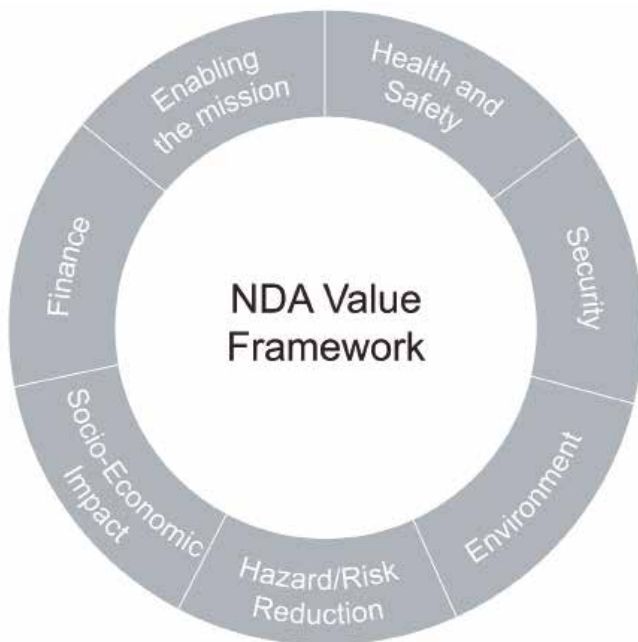 Enabling
the mission
Health and
Safety
Security
Environment
Hazard/Risk
Reduction
Socio-Economic
Impact
Finance
NDA Value
Framework